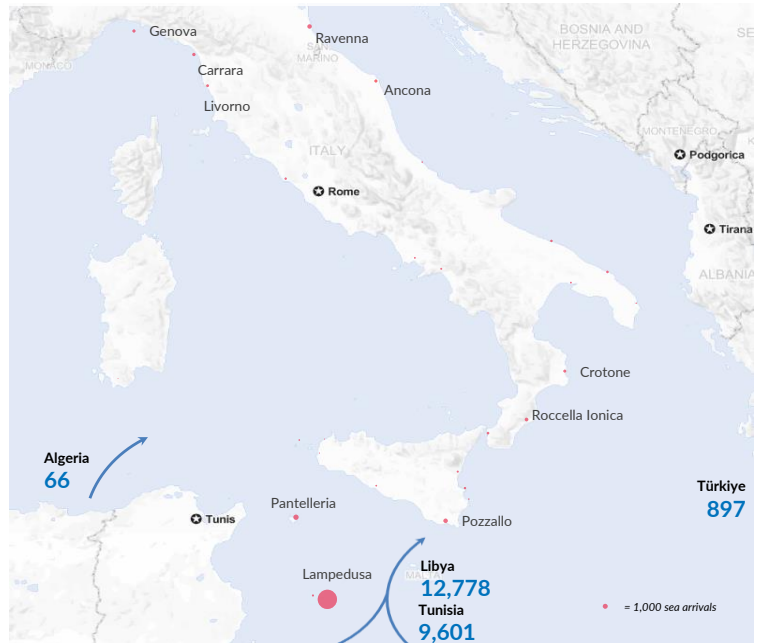 Genova
Ravenna
BOSNIA AND
HERZEGOVINA
SE
SAN
MARINO
MONACO
Carrara
Ancona
Livorno
MONTENEGRO
K
ITALY
Podgorica
Rome
Tirana
ALBANIA
Crotone
Roccella Ionica
Algeria
66
Türkiye
897
Pantelleria
Tunis
Pozzallo
Libya
12,778
Lampedusa
MALTA
Tunisia
9,601
= 1,000 sea arrivals